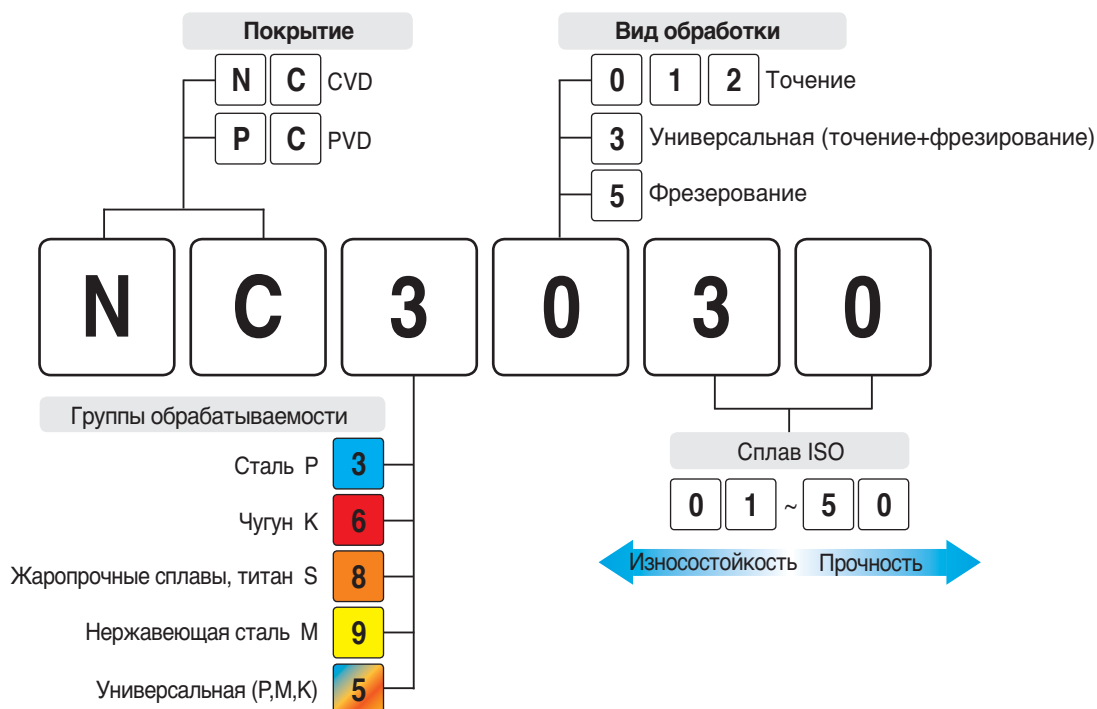 Покрытие
N C CVD
P C PVD
Вид обработки
0 1 2 Точение
3 Универсальная (точение+фрезирование)
5 Фрезерование
N C 3 0 3 0
Группы обрабатываемости
Сталь P 3
Чугун K 6
Жаропрочные сплавы, титан S 8
Нержавеющая сталь M 9
Универсальная (P,M,K) 5
Сплав ISO
0 1 ~ 5 0
Износостойкость Прочность